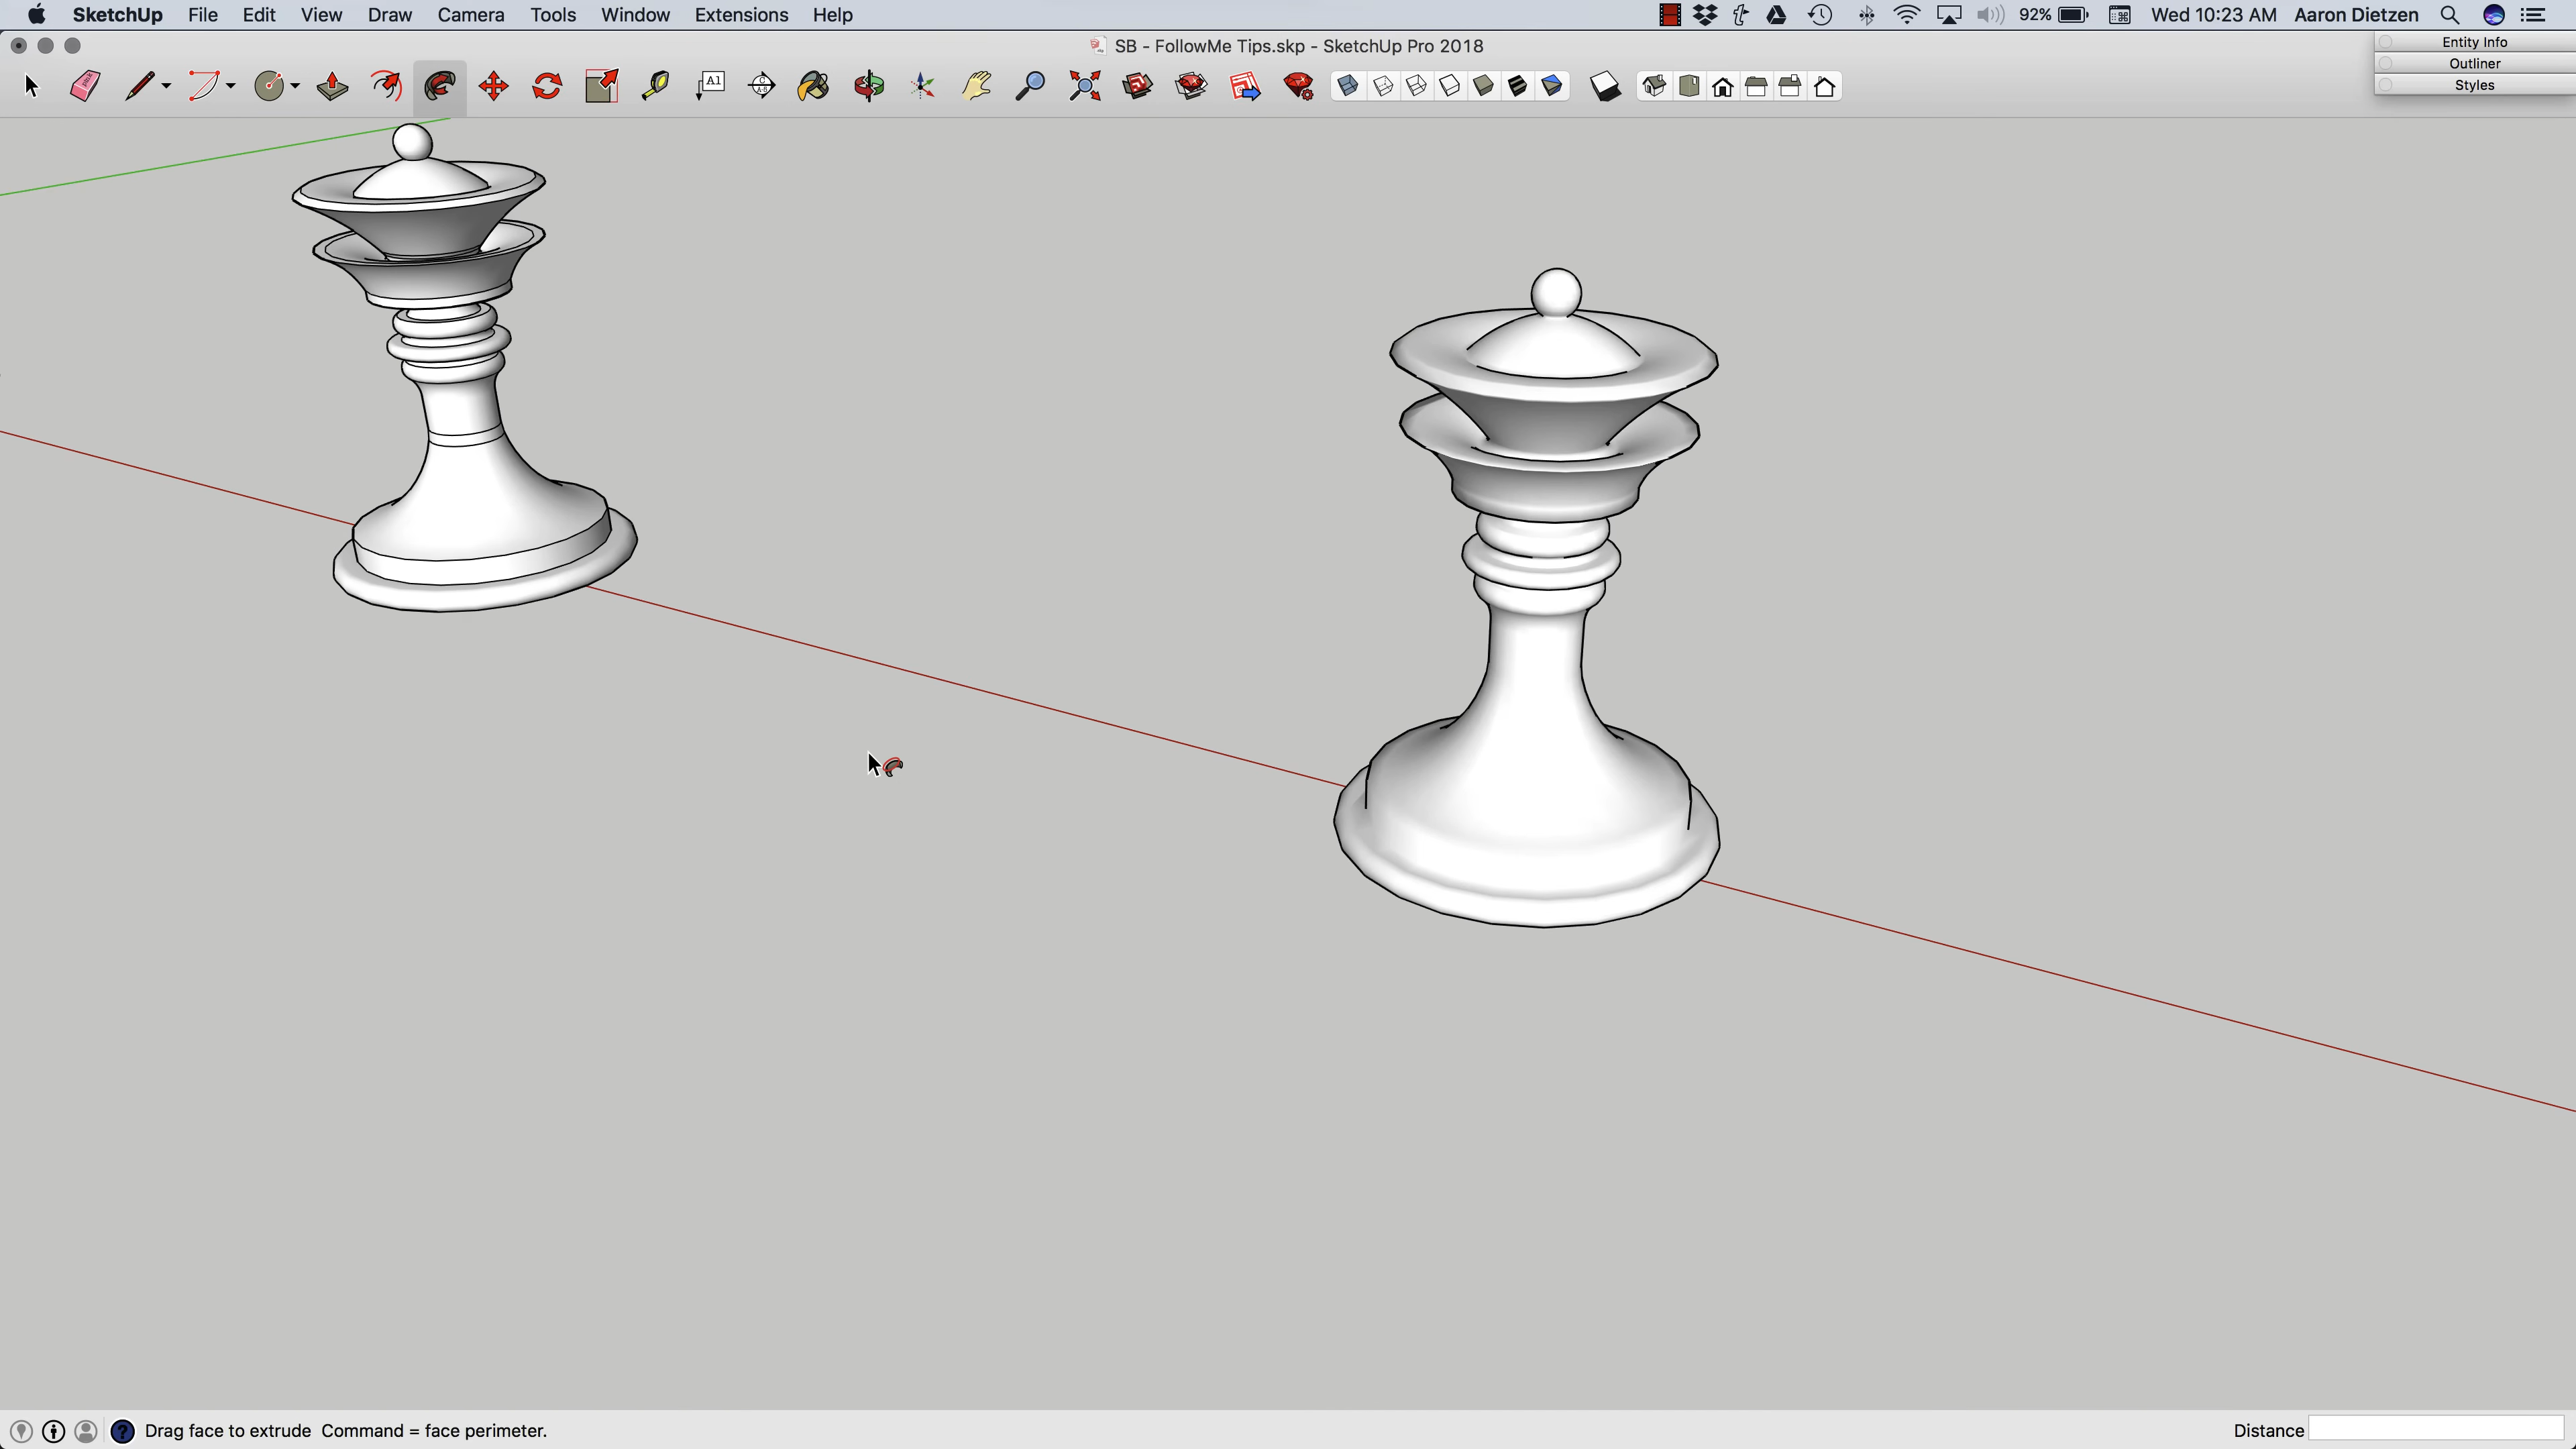 SketchUp File Edit View Draw Camera Tools Window Extensions Help 92% Wed 10:23 AM Aaron Dietzen
SB - FollowMe Tips.skp - SketchUp Pro 2018
Entity Info
Outliner
Styles
A1
Drag face to extrude Command = face perimeter.
Distance